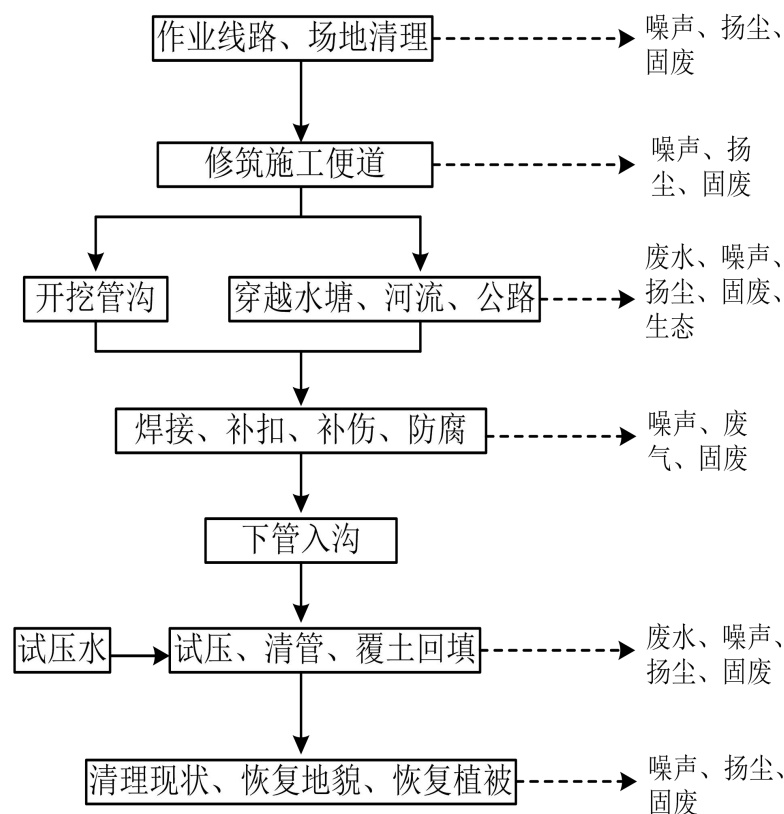 作业线路、场地清理
噪声、扬尘、
固废
修筑施工便道
噪声、扬
尘、固废
开挖管沟
穿越水塘、河流、公路
废水、噪声、
扬尘、固废、
生态
焊接、补扣、补伤、防腐
噪声、废
气、固废
下管入沟
试压水
试压、清管、覆土回填
废水、噪声、
扬尘、固废
清理现状、恢复地貌、恢复植被
噪声、扬尘、
固废